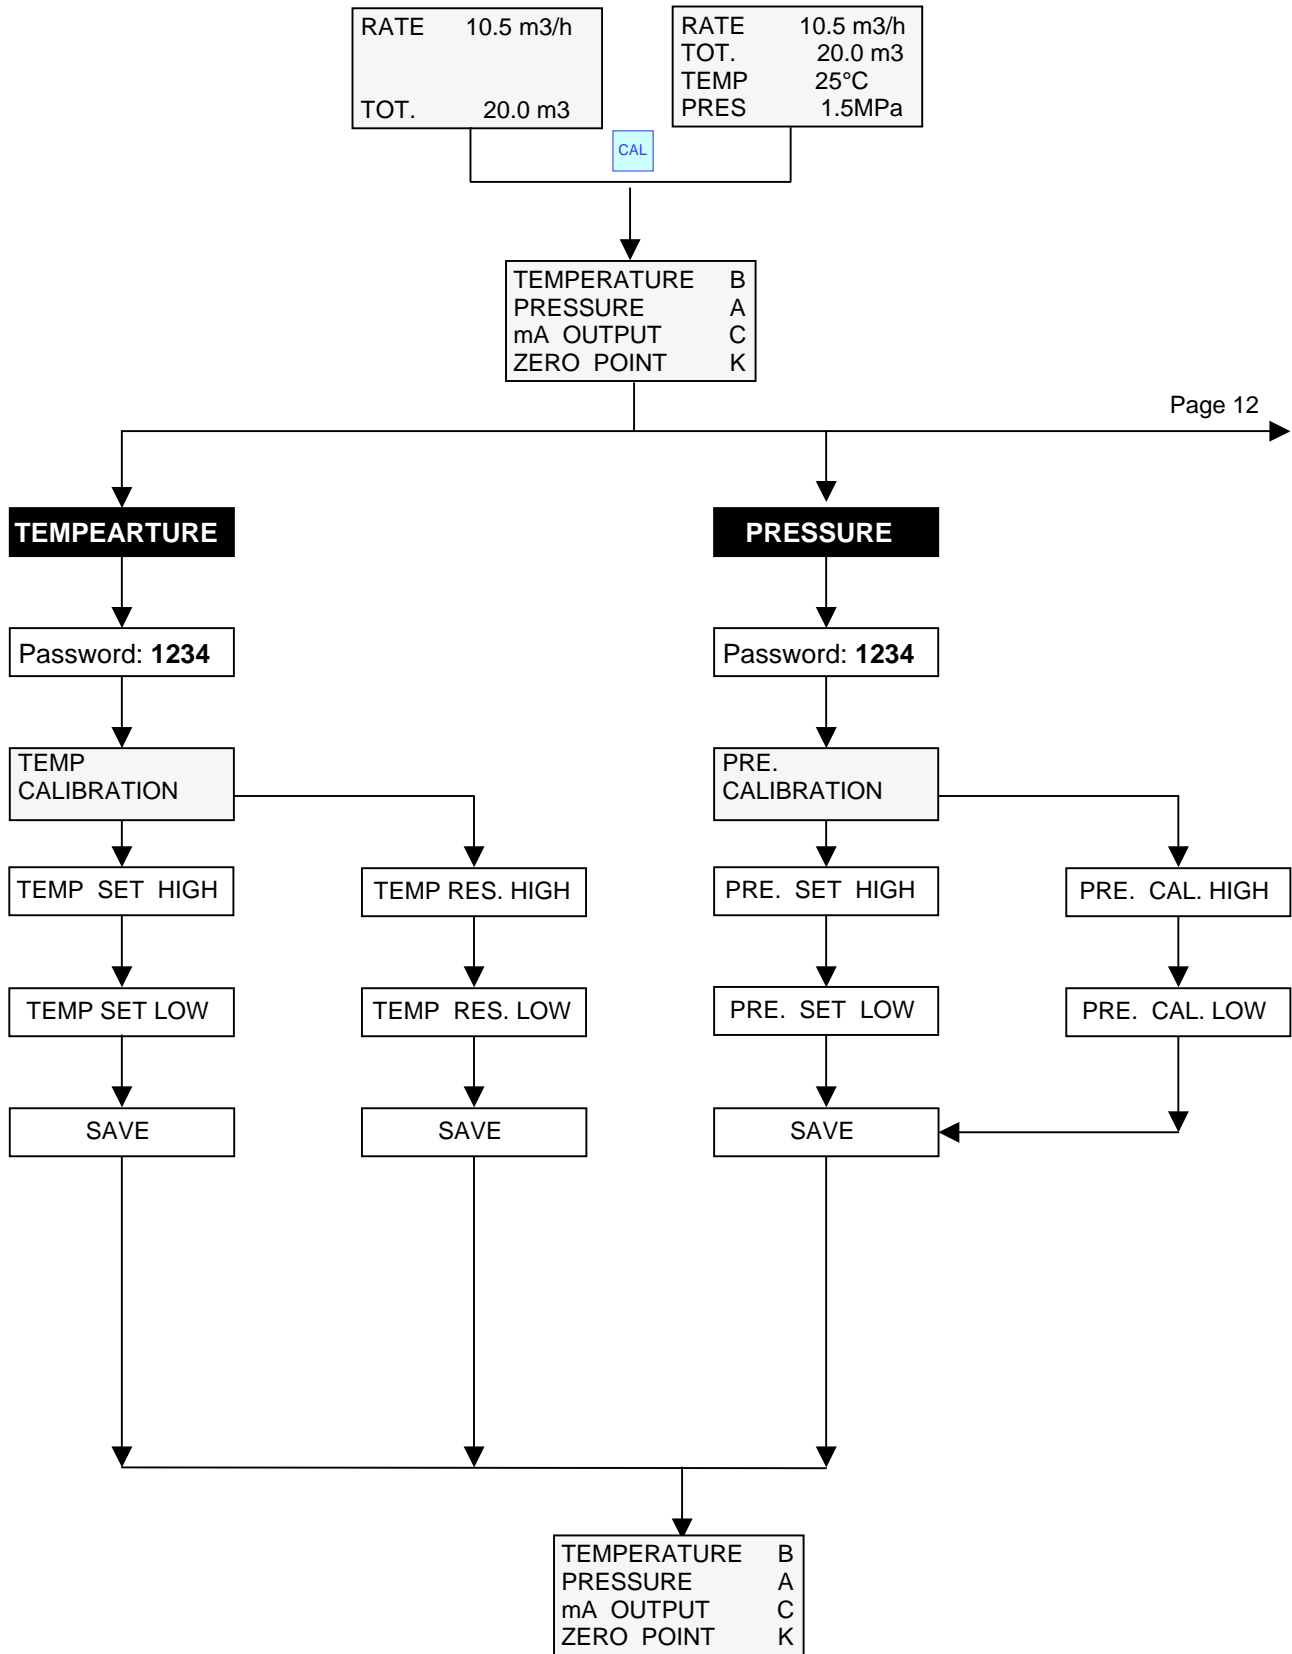 RATE 10.5 m3/h
TOT. 20.0 m3
RATE 10.5 m3/h
TOT. 20.0 m3
TEMP 25°C
PRES 1.5MPa
CAL
TEMPERATURE B
PRESSURE A
mA OUTPUT C
ZERO POINT K
Page 12
TEMPEARTURE
PRESSURE
Password: 1234
Password: 1234
TEMP
CALIBRATION
PRE.
CALIBRATION
TEMP SET HIGH
TEMP RES. HIGH
PRE. SET HIGH
PRE. CAL. HIGH
TEMP SET LOW
TEMP RES. LOW
PRE. SET LOW
PRE. CAL. LOW
SAVE
SAVE
SAVE
TEMPERATURE B
PRESSURE A
mA OUTPUT C
ZERO POINT K